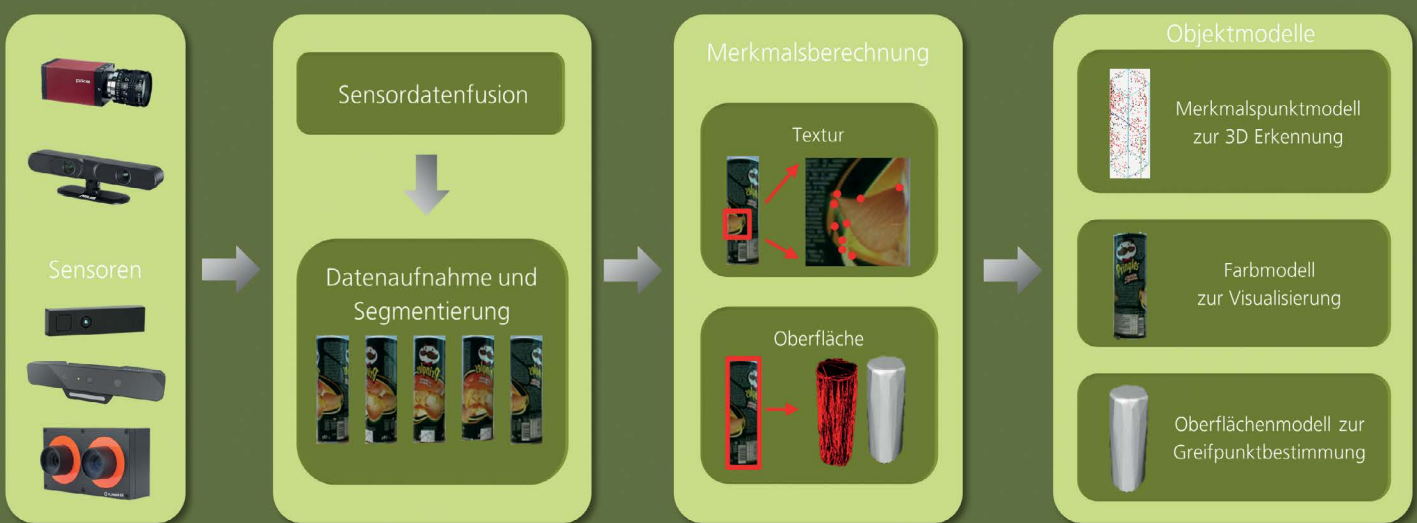 Sensoren
Sensordatenfusion
Datenaufnahme und
Segmentierung
Merkmalsberechnung
Textur
Oberfläche
Objektmodelle
Merkmalspunktmodell
zur 3D Erkennung
Farbmodell
zur Visualisierung
Pringles
Oberflächenmodell zur
Greifpunktbestimmung